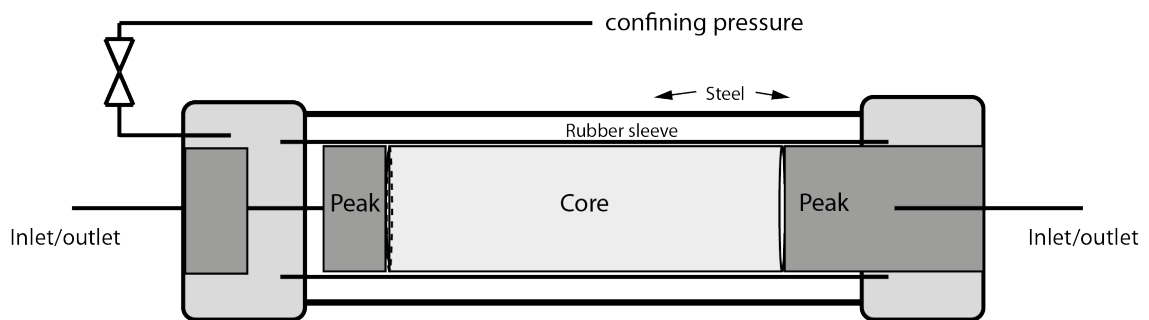 confining pressure
Steel
Rubber sleeve
Peak
Core
Peak
Inlet/outlet
Inlet/outlet